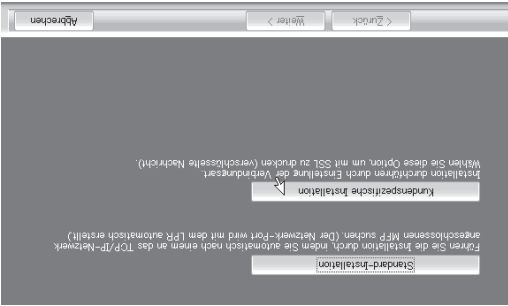 Standard-Installation
Führen Sie die Installation durch, indem Sie automatisch nach einem an das TCP/IP-Netzwerk
angeschlossenen MFP suchen. (Der Netzwerk-Port wird mit dem LPR automatisch erstellt.)
Kundenspezifische Installation
Installation durchführen durch Einstellung der Verbindungsart.
Wählen Sie diese Option, um mit SSL zu drucken (verschlüsselte Nachricht).
< Zurück
Weiter >
Abbrechen